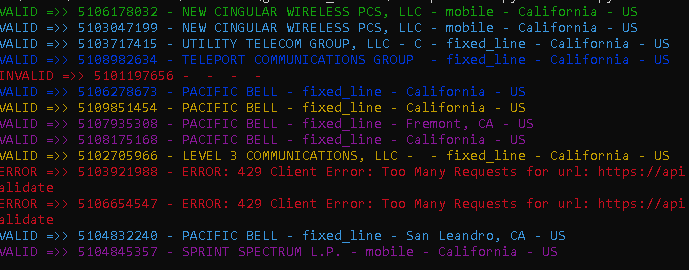 VALID =>> 5106178032 - NEW CINGULAR WIRELESS PCS, LLC - mobile - California - US
VALID =>> 5103047199 - NEW CINGULAR WIRELESS PCS, LLC - mobile - California - US
VALID =>> 5103717415 - UTILITY TELECOM GROUP, LLC - C - fixed_line - California - US
VALID =>> 5108982634 - TELEPORT COMMUNICATIONS GROUP - fixed_line - California - US
INVALID =>> 5101197656 - - - -
VALID =>> 5106278673 - PACIFIC BELL - fixed_line - California - US
VALID =>> 5109851454 - PACIFIC BELL - fixed_line - California - US
VALID =>> 5107935308 - PACIFIC BELL - fixed_line - Fremont, CA - US
VALID =>> 5108175168 - PACIFIC BELL - fixed_line - California - US
VALID =>> 5102705966 - LEVEL 3 COMMUNICATIONS, LLC - - fixed_line - California - US
ERROR =>> 5103921988 - ERROR: 429 Client Error: Too Many Requests for url: https://api
alidate
ERROR =>> 5106654547 - ERROR: 429 Client Error: Too Many Requests for url: https://api
alidate
VALID =>> 5104832240 - PACIFIC BELL - fixed_line - San Leandro, CA - US
VALID =>> 5104845357 - SPRINT SPECTRUM L.P. - mobile - California - US